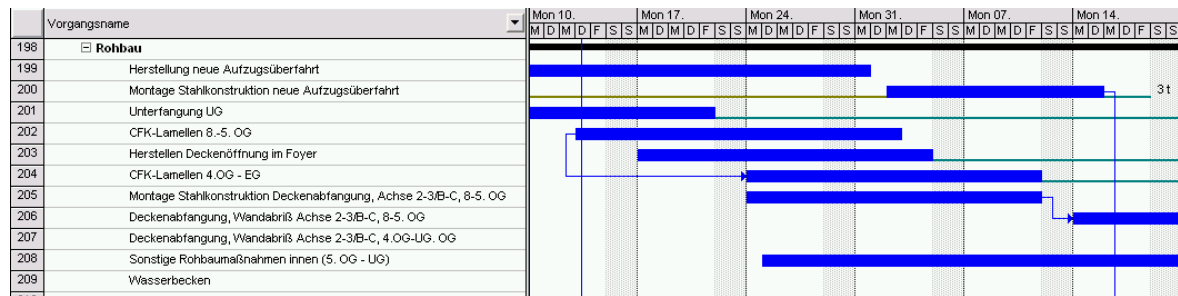 Vorgangsname
Mon 10. Mon 17. Mon 24. Mon 31. Mon 07. Mon 14.
M D M D F S S M D M D F S S M D M D F S S M D M D F S S M D M D F S S M D M D F S S
198 Rohbau
199 Herstellung neue Aufzugsüberfahrt
200 Montage Stahlkonstruktion neue Aufzugsüberfahrt 3 t
201 Unterfangung UG
202 CFK-Lamellen 8.-5. OG
203 Herstellen Deckenöffnung im Foyer
204 CFK-Lamellen 4.OG - EG
205 Montage Stahlkonstruktion Deckenabfangung, Achse 2-3/B-C, 8-5. OG
206 Deckenabfangung, Wandabriß Achse 2-3/B-C, 8-5. OG
207 Deckenabfangung, Wandabriß Achse 2-3/B-C, 4.OG-UG. OG
208 Sonstige Rohbaumaßnahmen innen (5. OG - UG)
209 Wasserbecken